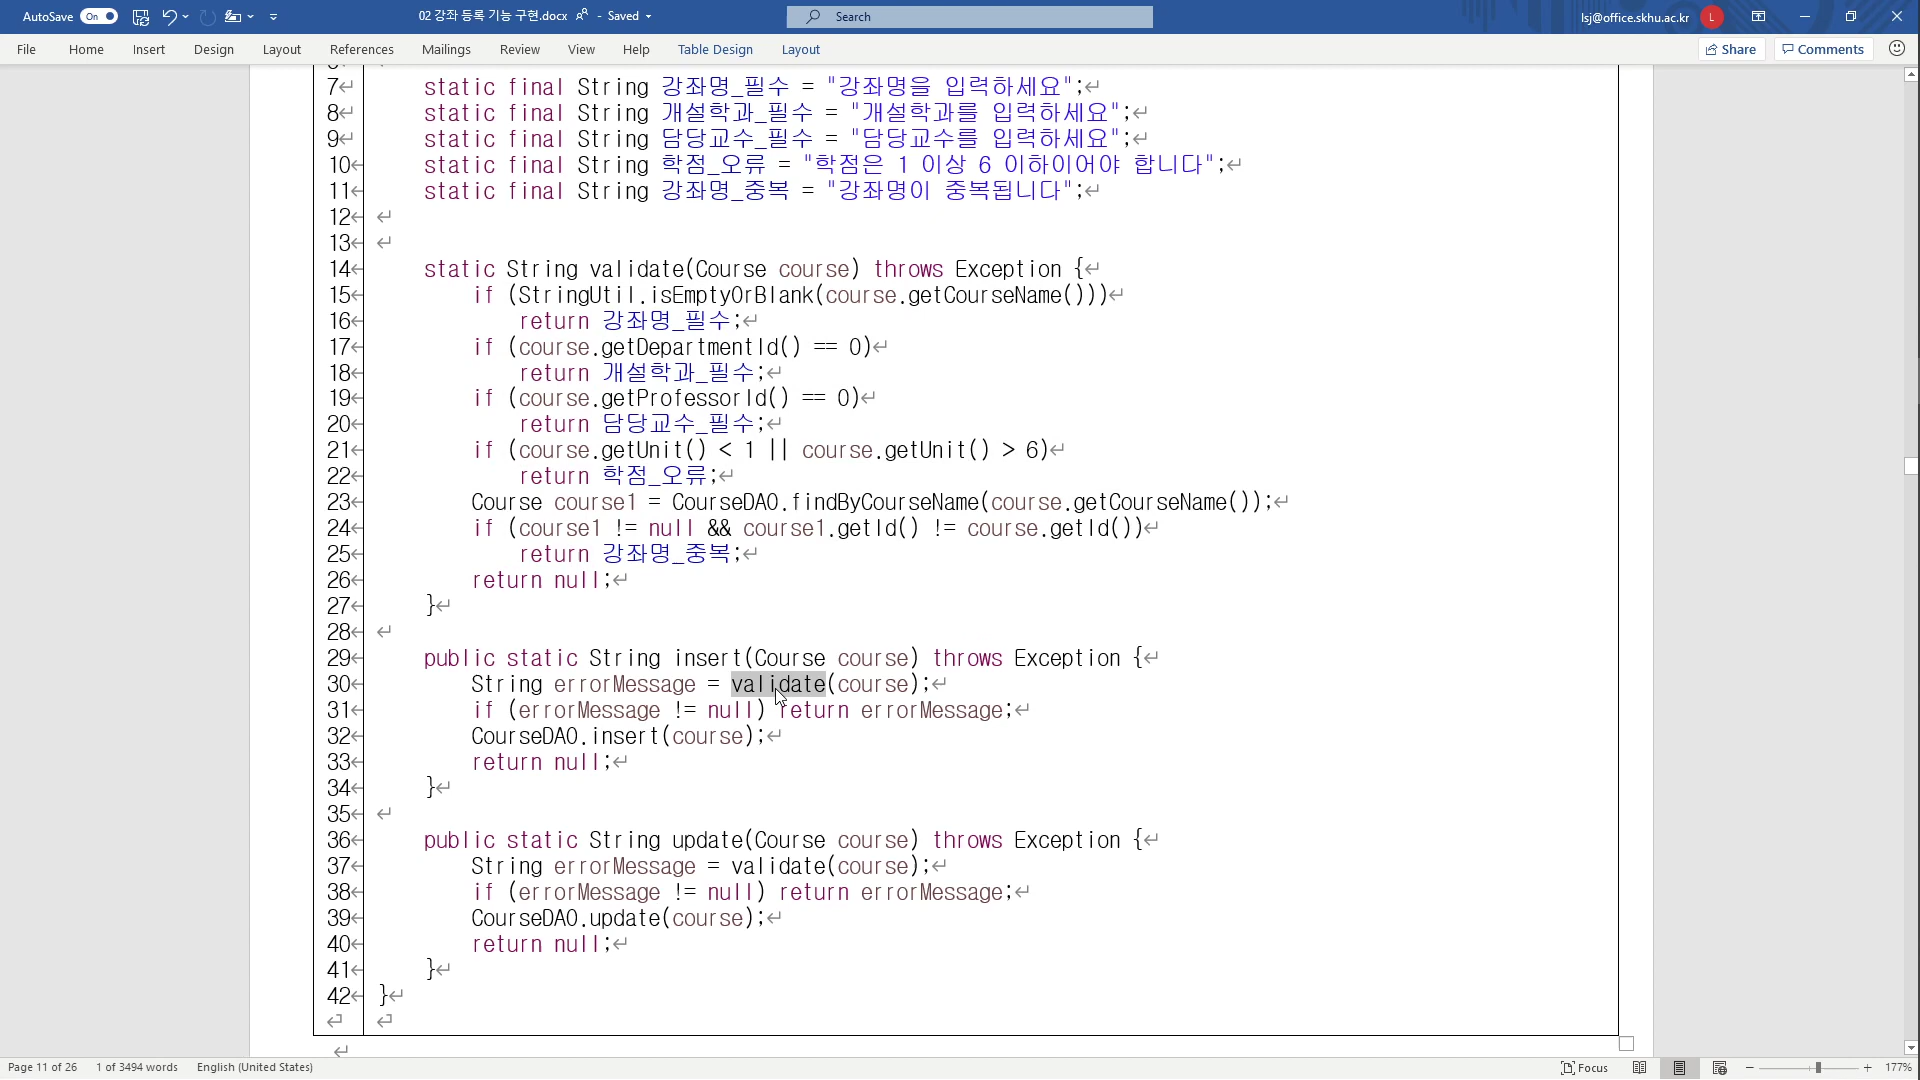 AutoSave On 02 강좌 등록 기능 구현.docx - Saved Search lsj@office.skhu.ac.kr L
File Home Insert Design Layout References Mailings Review View Help Table Design Layout Share Comments
7 static final String 강좌명_필수 = "강좌명을 입력하세요";
8 static final String 개설학과_필수 = "개설학과를 입력하세요";
9 static final String 담당교수_필수 = "담당교수를 입력하세요";
10 static final String 학점_오류 = "학점은 1 이상 6 이하이어야 합니다";
11 static final String 강좌명_중복 = "강좌명이 중복됩니다";
12
13
14 static String validate(Course course) throws Exception {
15 if (StringUtil.isEmptyOrBlank(course.getCourseName()))
16 return 강좌명_필수;
17 if (course.getDepartmentId() == 0)
18 return 개설학과_필수;
19 if (course.getProfessorId() == 0)
20 return 담당교수_필수;
21 if (course.getUnit() < 1 || course.getUnit() > 6)
22 return 학점_오류;
23 Course course1 = CourseDAO.findByCourseName(course.getCourseName());
24 if (course1 != null && course1.getId() != course.getId())
25 return 강좌명_중복;
26 return null;
27 }
28
29 public static String insert(Course course) throws Exception {
30 String errorMessage = validate(course);
31 if (errorMessage != null) return errorMessage;
32 CourseDAO.insert(course);
33 return null;
34 }
35
36 public static String update(Course course) throws Exception {
37 String errorMessage = validate(course);
38 if (errorMessage != null) return errorMessage;
39 CourseDAO.update(course);
40 return null;
41 }
42 }
Page 11 of 26 1 of 3494 words English (United States) Focus 177%